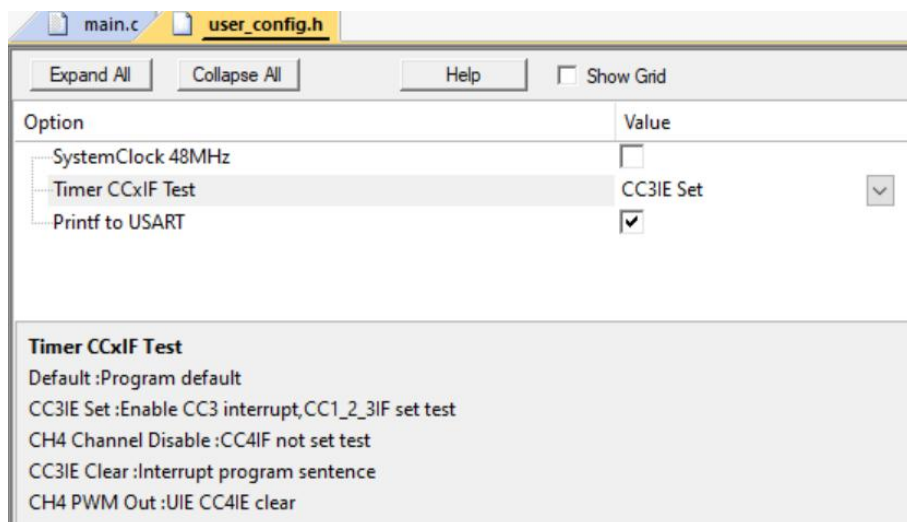 main.c user_config.h
Expand All Collapse All Help Show Grid
Option Value
SystemClock 48MHz
Timer CCxIF Test CC3IE Set
Printf to USART
Timer CCxIF Test
Default :Program default
CC3IE Set :Enable CC3 interrupt,CC1_2_3IF set test
CH4 Channel Disable :CC4IF not set test
CC3IE Clear :Interrupt program sentence
CH4 PWM Out :UIE CC4IE clear